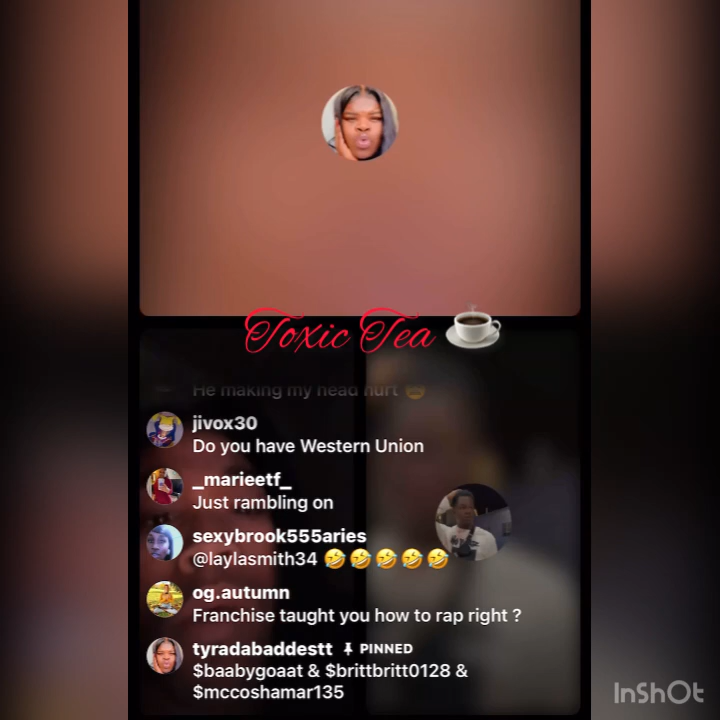 Toxic Tea
He making my head hurt
jivox30
Do you have Western Union
_marieetf_
Just rambling on
sexybrook555aries
@laylasmith34 🤣🤣🤣🤣🤣
og.autumn
Franchise taught you how to rap right ?
tyradabaddestt PINNED
$baabygoaat & $brittbritt0128 &
$mccoshamar135
InShOt